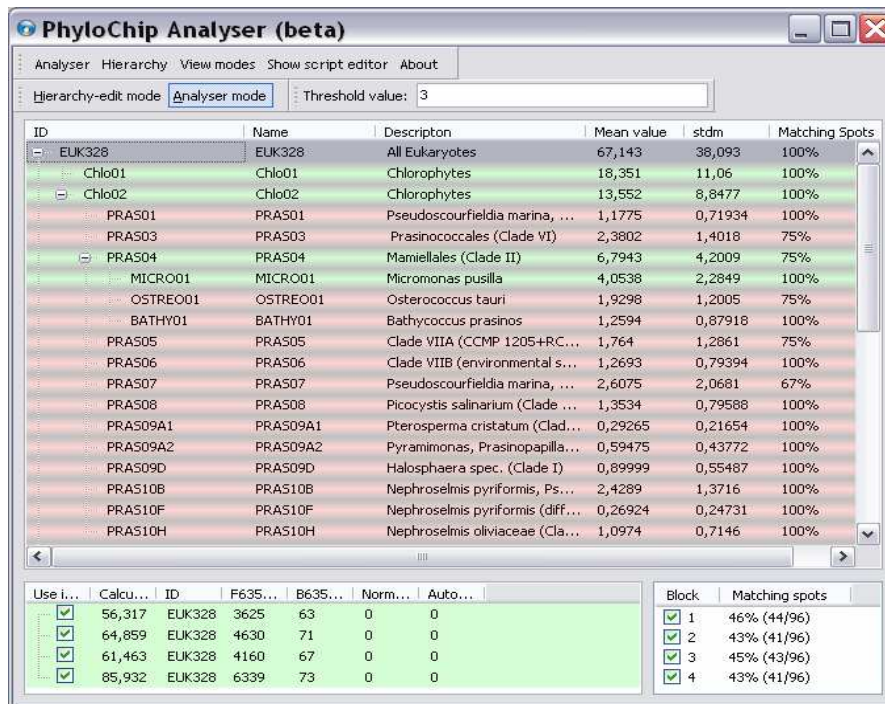 PhyloChip Analyser (beta)
Analyser Hierarchy View modes Show script editor About
Hierarchy-edit mode Analyser mode Threshold value: 3
ID Name Descripton Mean value stdm Matching Spots
EUK328 EUK328 All Eukaryotes 67,143 38,093 100%
Chlo01 Chlo01 Chlorophytes 18,351 11,06 100%
Chlo02 Chlo02 Chlorophytes 13,552 8,8477 100%
PRAS01 PRAS01 Pseudoscourfieldia marina, ... 1,1775 0,71934 100%
PRAS03 PRAS03 Prasinococcales (Clade VI) 2,3802 1,4018 75%
PRAS04 PRAS04 Mamiellales (Clade II) 6,7943 4,2009 75%
MICRO01 MICRO01 Micromonas pusilla 4,0538 2,2849 100%
OSTREO01 OSTREO01 Osterococcus tauri 1,9298 1,2005 75%
BATHY01 BATHY01 Bathycoccus prasinos 1,2594 0,87918 100%
PRAS05 PRAS05 Clade VIIA (CCMP 1205+RC... 1,764 1,2861 75%
PRAS06 PRAS06 Clade VIIB (environmental s... 1,2693 0,79394 100%
PRAS07 PRAS07 Pseudoscourfieldia marina, ... 2,6075 2,0681 67%
PRAS08 PRAS08 Picocystis salinarium (Clade ... 1,3534 0,79588 100%
PRAS09A1 PRAS09A1 Pterosperma cristatum (Clad... 0,29265 0,21654 100%
PRAS09A2 PRAS09A2 Pyramimonas, Prasinopapilla... 0,59475 0,43772 100%
PRAS09D PRAS09D Halosphaera spec. (Clade I) 0,89999 0,55487 100%
PRAS10B PRAS10B Nephroselmis pyriformis, Ps... 2,4289 1,3716 100%
PRAS10F PRAS10F Nephroselmis pyriformis (diff... 0,26924 0,24731 100%
PRAS10H PRAS10H Nephroselmis oliviaceae (Cla... 1,0974 0,7146 100%
Use i... Calcu... ID F635... B635... Norm... Auto...
56,317 EUK328 3625 63 0 0
64,859 EUK328 4630 71 0 0
61,463 EUK328 4160 67 0 0
85,932 EUK328 6339 73 0 0
Block Matching spots
1 46% (44/96)
2 43% (41/96)
3 45% (43/96)
4 43% (41/96)